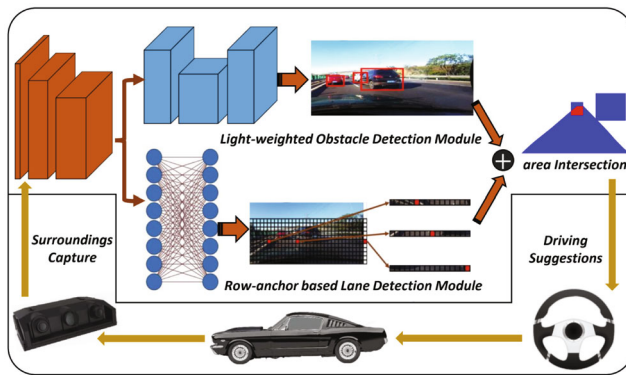 Light-weighted Obstacle Detection Module
area Intersection
Surroundings
Capture
Driving
Suggestions
Row-anchor based Lane Detection Module